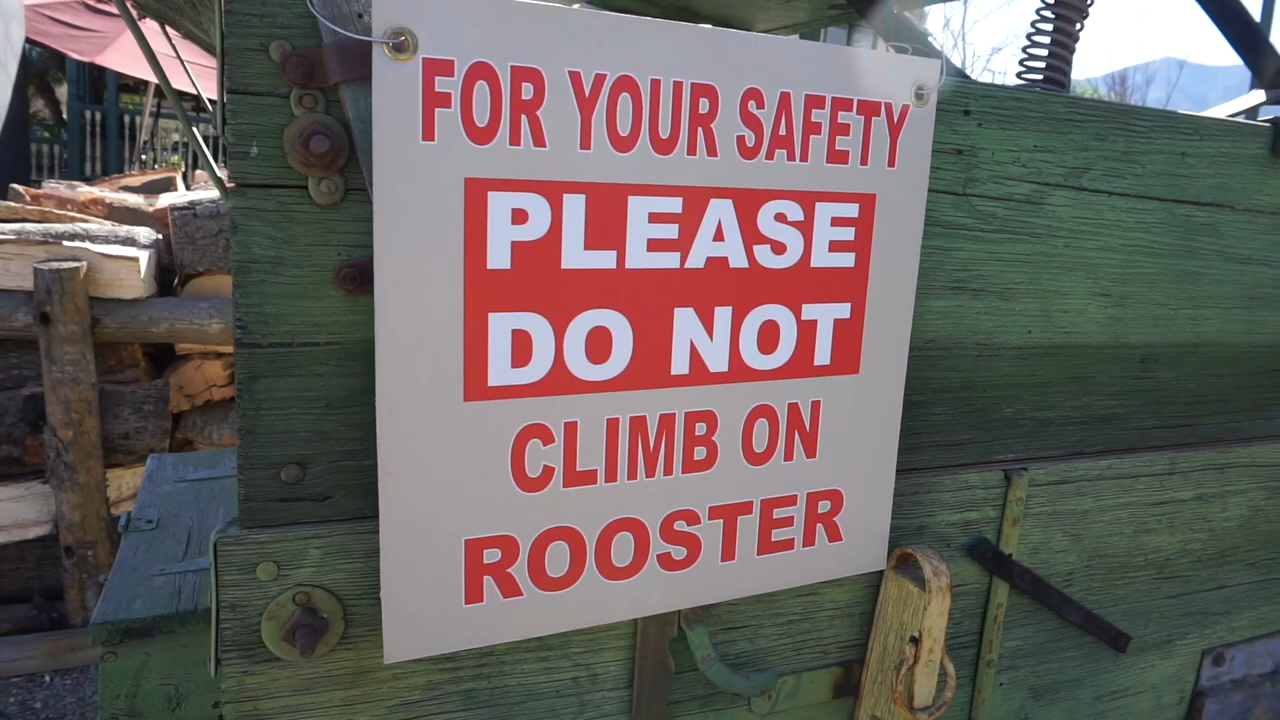 FOR YOUR SAFETY
PLEASE
DO NOT
CLIMB ON
ROOSTER